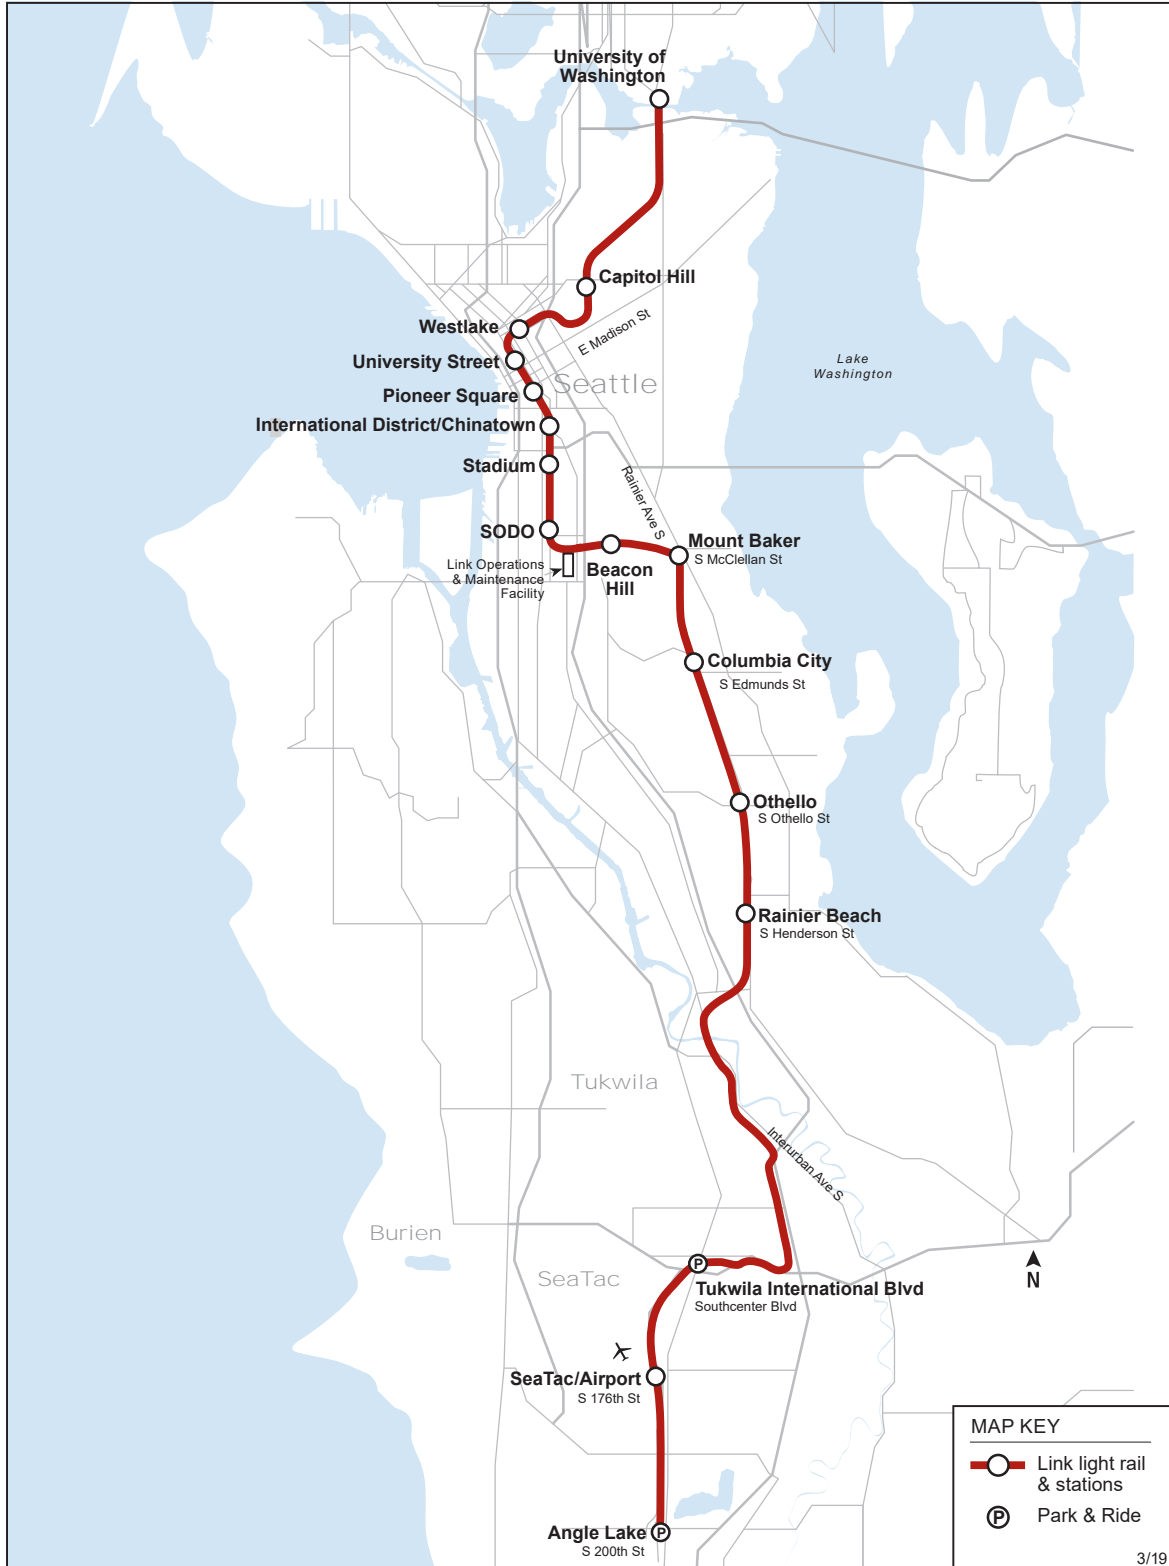 University of
Washington
Capitol Hill
Westlake
E Madison St
University Street
Lake
Washington
Seattle
Pioneer Square
International District/Chinatown
Stadium
Rainier Ave S
SODO
Mount Baker
S McClellan St
Link Operations
& Maintenance
Facility
Beacon
Hill
Columbia City
S Edmunds St
Othello
S Othello St
Rainier Beach
S Henderson St
Tukwila
Interurban Ave S
Burien
SeaTac
N
P
Tukwila International Blvd
Southcenter Blvd
SeaTac/Airport
S 176th St
MAP KEY
Link light rail
& stations
P
Park & Ride
Angle Lake
P
S 200th St
3/19